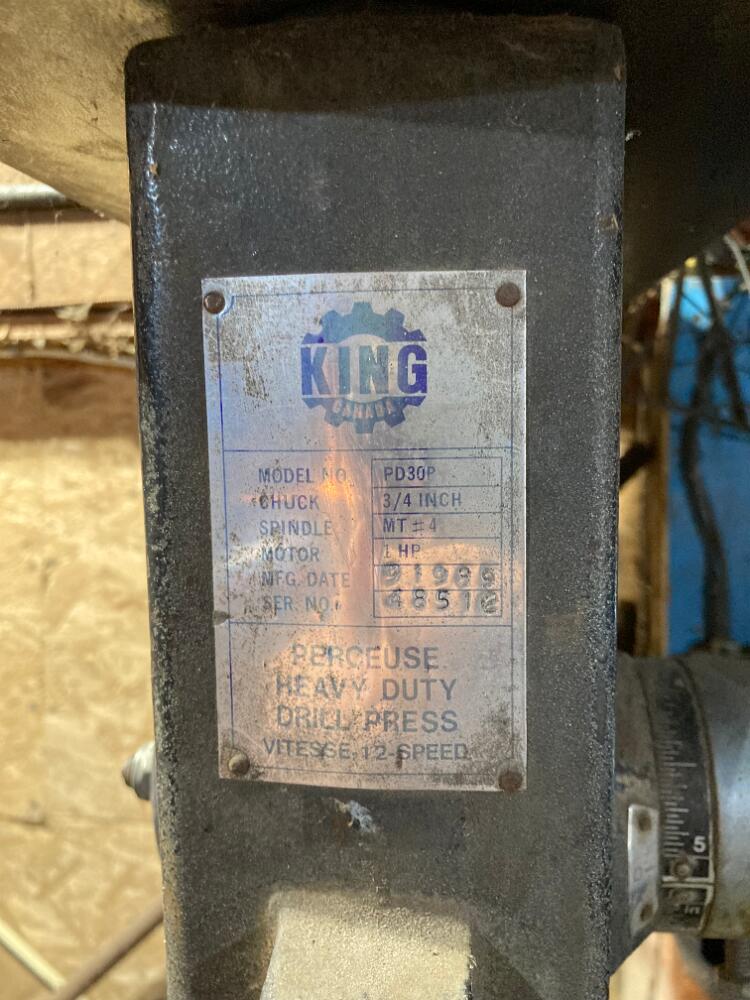 KING
CANADA
MODEL NO. PD30P
CHUCK 3/4 INCH
SPINDLE MT #4
MOTOR 1 HP
MFG. DATE
SER. NO.
PERCEUSE
HEAVY DUTY
DRILL PRESS
VITESSE-12-SPEED
5
in